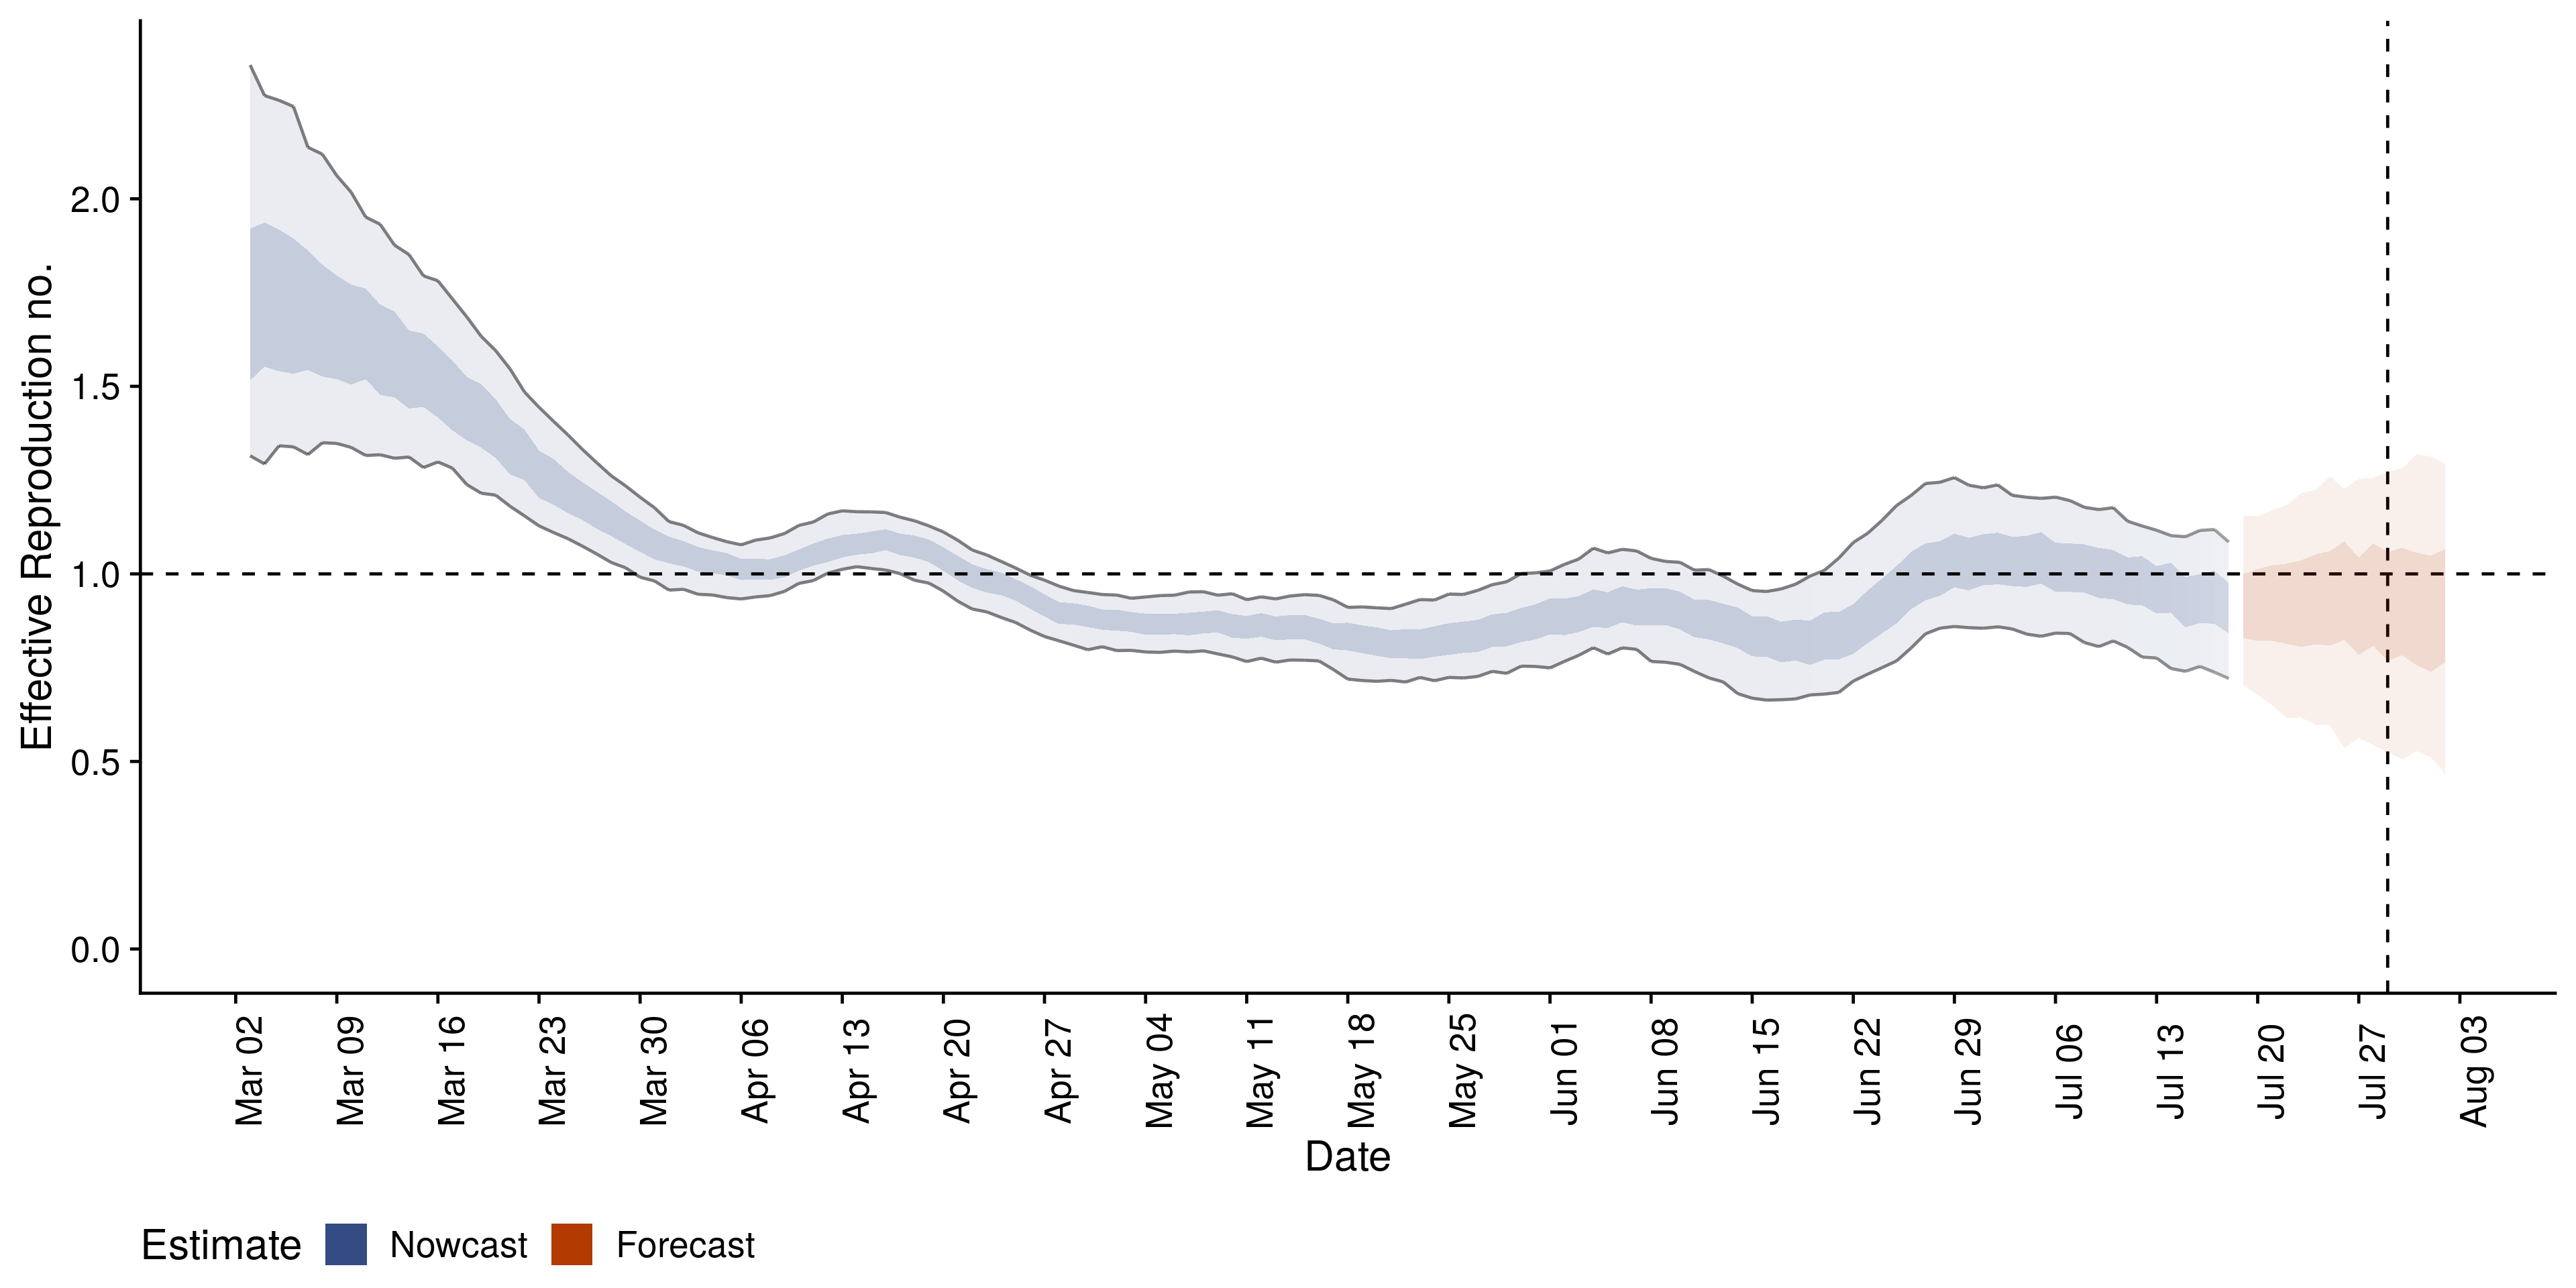 Effective Reproduction no.
2.0
1.5
1.0
0.5
0.0
Mar 02
Mar 09
Mar 16
Mar 23
Mar 30
Apr 06
Apr 13
Apr 20
Apr 27
May 04
May 11
May 18
May 25
Jun 01
Jun 08
Jun 15
Jun 22
Jun 29
Jul 06
Jul 13
Jul 20
Jul 27
Aug 03
Date
Estimate Nowcast Forecast